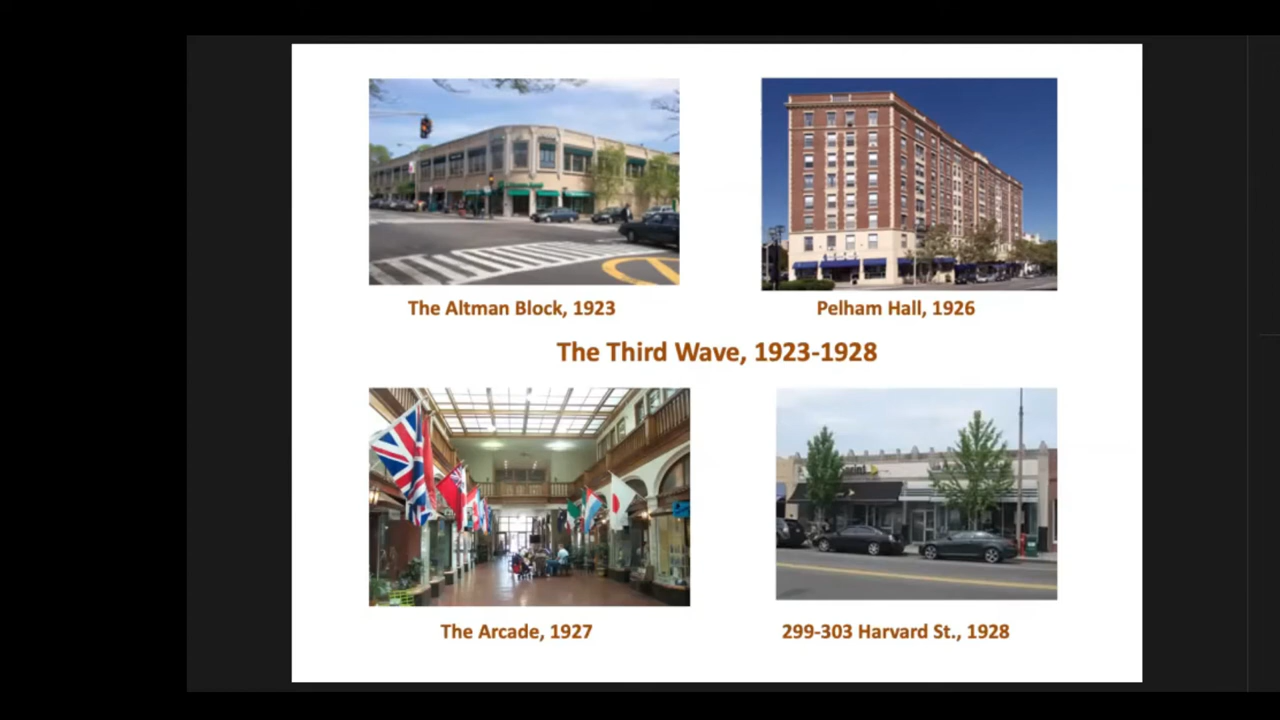 The Altman Block, 1923
Pelham Hall, 1926
The Third Wave, 1923-1928
The Arcade, 1927
299-303 Harvard St., 1928